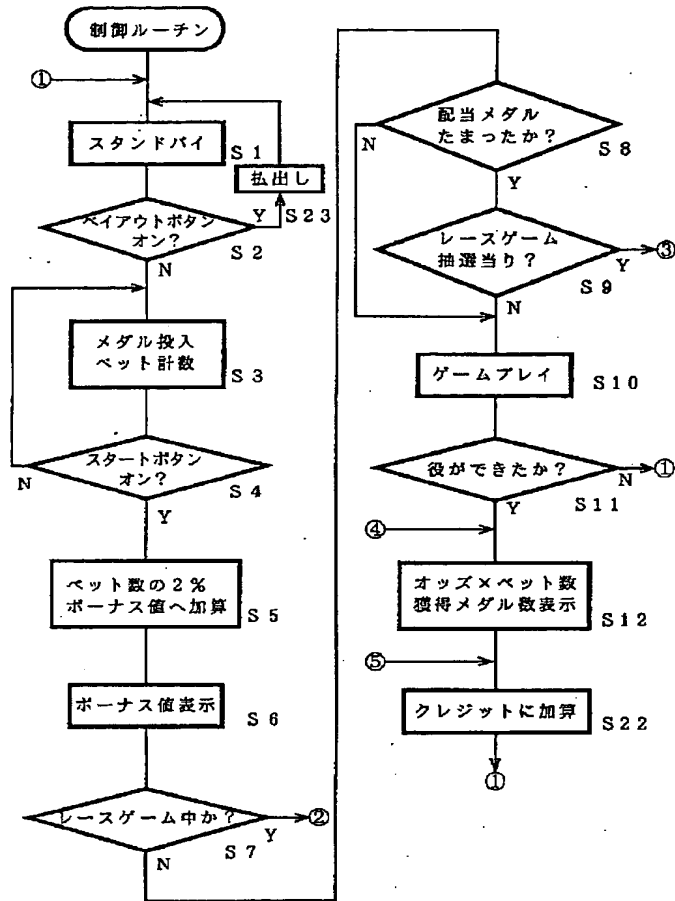 制御ルーチン
①
スタンドバイ
S1
払出し
S23
ペイアウトボタン
オン?
Y
S2
N
メダル投入
ベット計数
S3
スタートボタン
オン?
N
S4
Y
ベット数の2%
ボーナス値へ加算
S5
ボーナス値表示
S6
レースゲーム中か?
Y
②
S7
N
配当メダル
たまったか?
N
S8
Y
レースゲーム
抽選当り?
Y
③
S9
N
ゲームプレイ
S10
役ができたか?
N
①
S11
Y
④
オッズ×ベット数
獲得メダル数表示
S12
⑤
クレジットに加算
S22
①